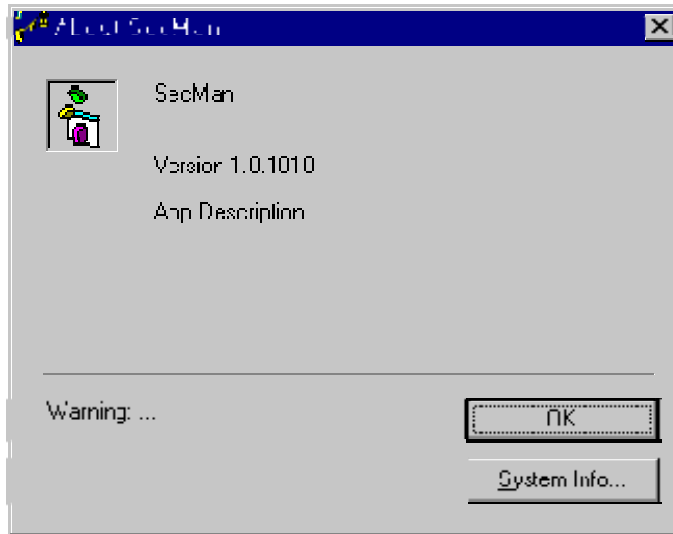 About SecMan
SecMan
Version 1.0.1010
App Description
Warning: ...
OK
System Info...